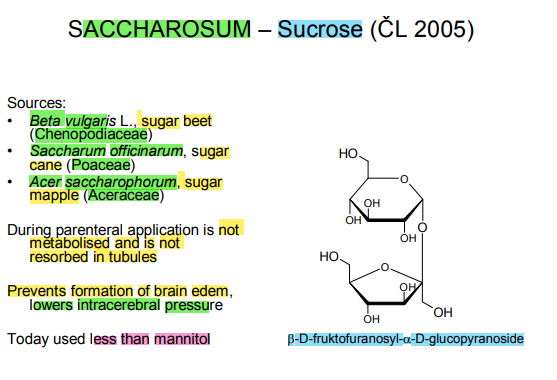 SACCHAROSUM – Sucrose (ČL 2005)
Sources:
• Beta vulgaris L., sugar beet
(Chenopodiaceae)
• Saccharum officinarum, sugar
cane (Poaceae)
• Acer saccharophorum, sugar
mapple (Aceraceae)
During parenteral application is not
metabolised and is not
resorbed in tubules
Prevents formation of brain edem,
lowers intracerebral pressure
Today used less than mannitol
HO
O
OH
OH
OH
O
HO
O
OH
OH
OH
β-D-fruktofuranosyl-α-D-glucopyranoside